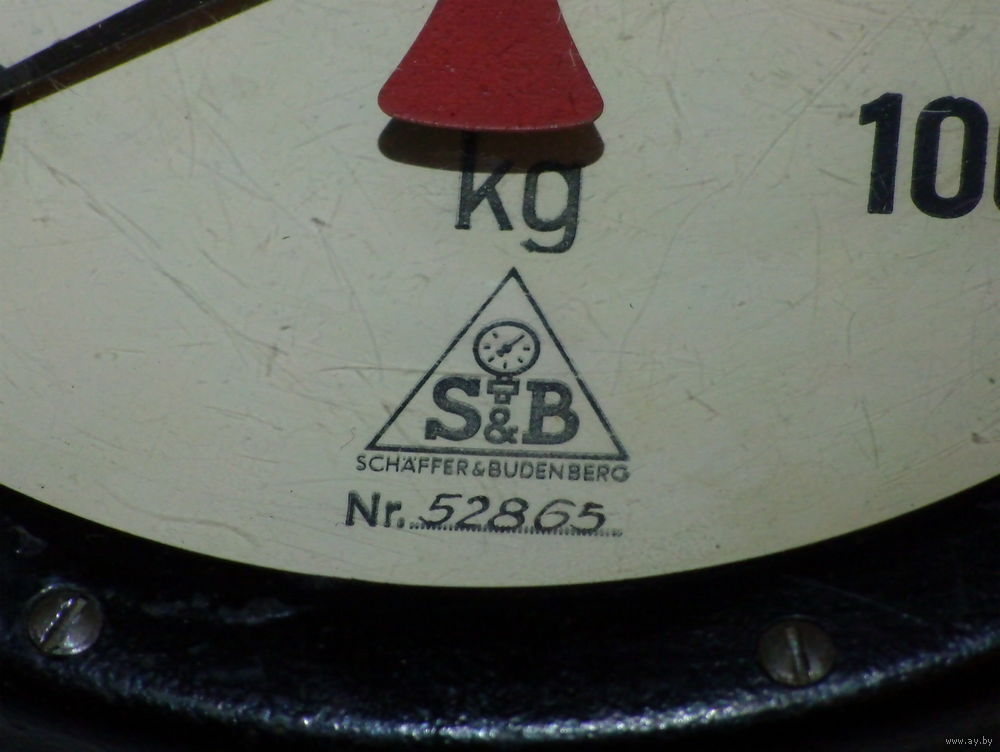 kg
10
S&B
SCHÄFFER&BUDENBERG
Nr. 52865
www.ay.by